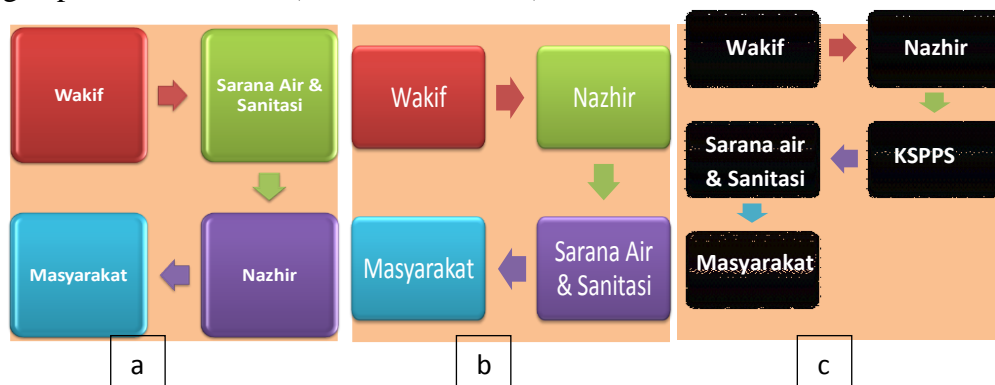 Wakif
Sarana Air &
Sanitasi
Masyarakat
Nazhir
a
Wakif
Nazhir
Masyarakat
Sarana Air
& Sanitasi
b
Wakif
Nazhir
Sarana air
& Sanitasi
KSPPS
Masyarakat
c